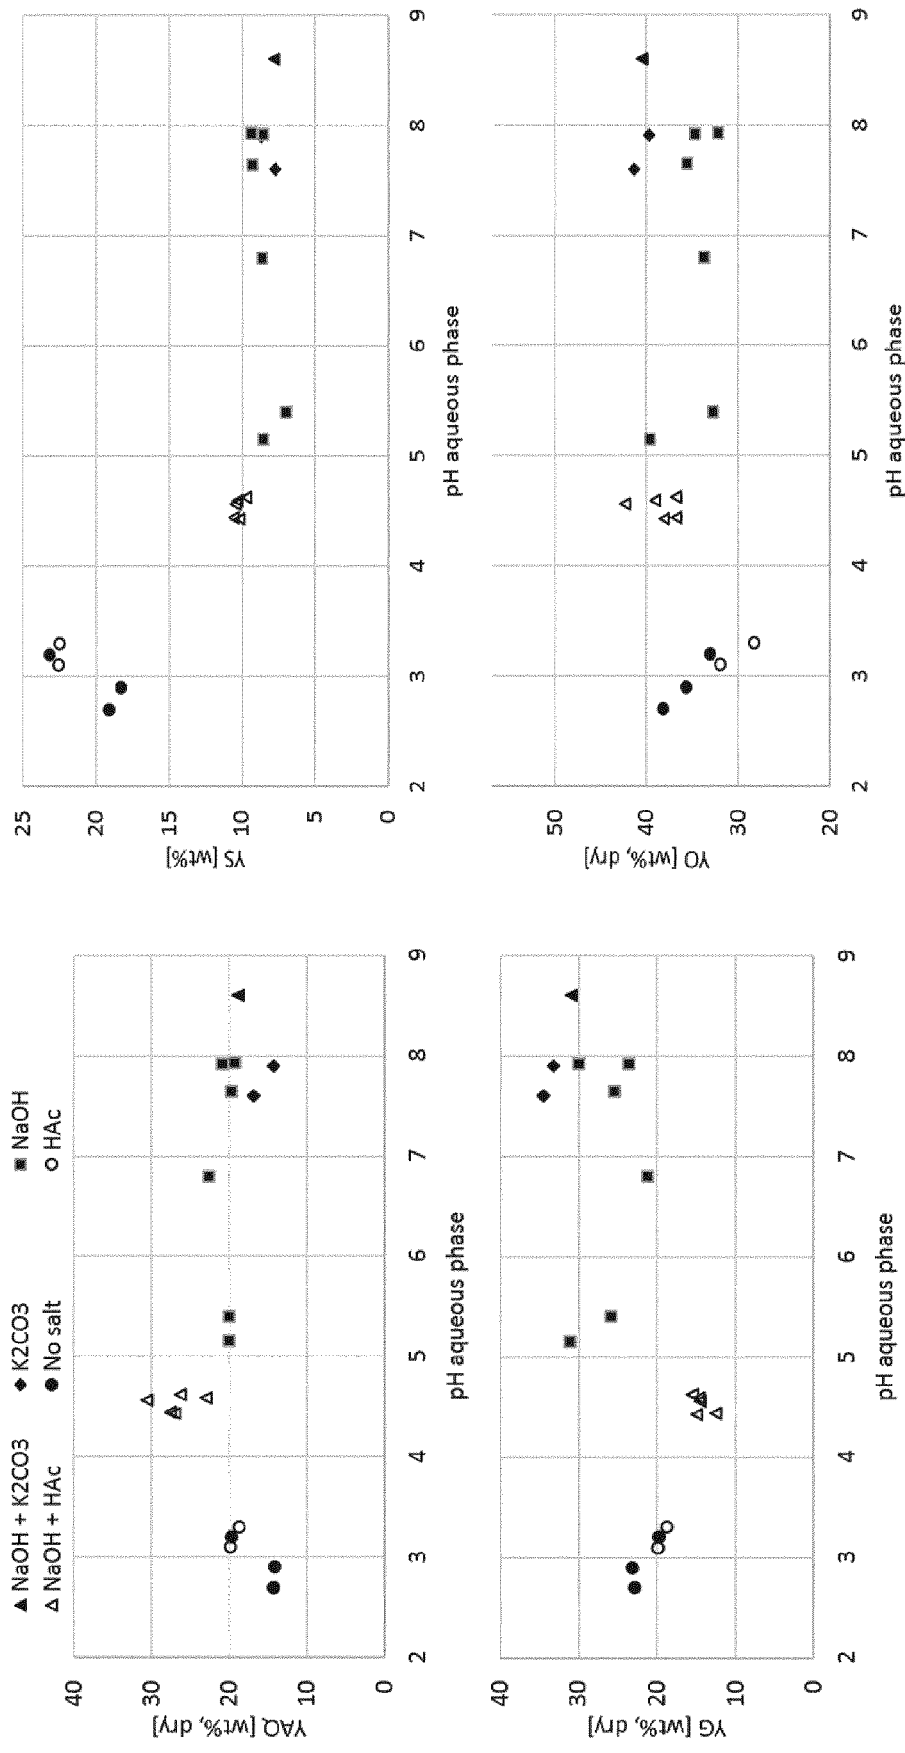 NaOH + K2CO3 K2CO3 NaOH
NaOH + HAc No salt HAc
40
30
20
10
0
YAQ [wt%, dry]
2 3 4 5 6 7 8 9
pH aqueous phase
25
20
15
10
5
0
YS [wt%]
2 3 4 5 6 7 8 9
pH aqueous phase
40
30
20
10
0
YG [wt%, dry]
2 3 4 5 6 7 8 9
pH aqueous phase
50
40
30
20
YO [wt%, dry]
2 3 4 5 6 7 8 9
pH aqueous phase